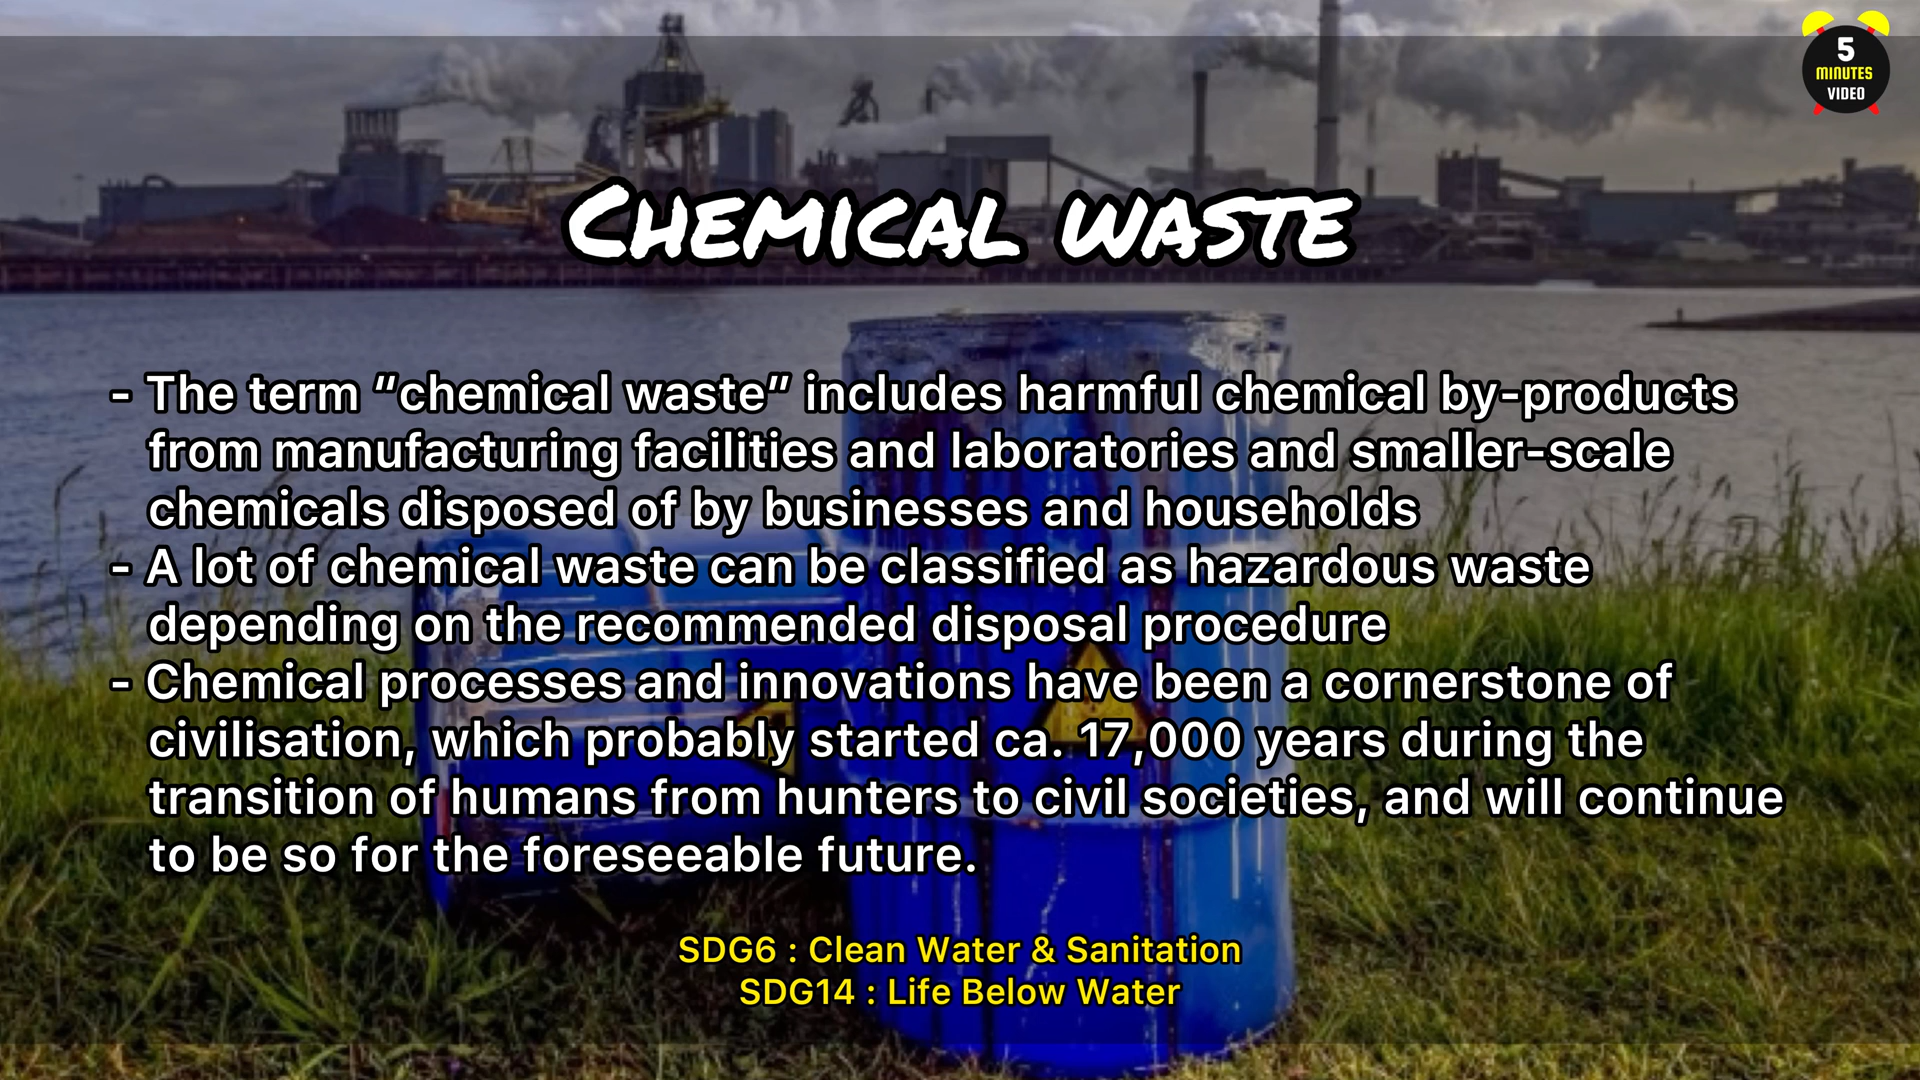 5
MINUTES
VIDEO
CHEMICAL WASTE
- The term “chemical waste” includes harmful chemical by-products
from manufacturing facilities and laboratories and smaller-scale
chemicals disposed of by businesses and households
- A lot of chemical waste can be classified as hazardous waste
depending on the recommended disposal procedure
- Chemical processes and innovations have been a cornerstone of
civilisation, which probably started ca. 17,000 years during the
transition of humans from hunters to civil societies, and will continue
to be so for the foreseeable future.
SDG6 : Clean Water & Sanitation
SDG14 : Life Below Water